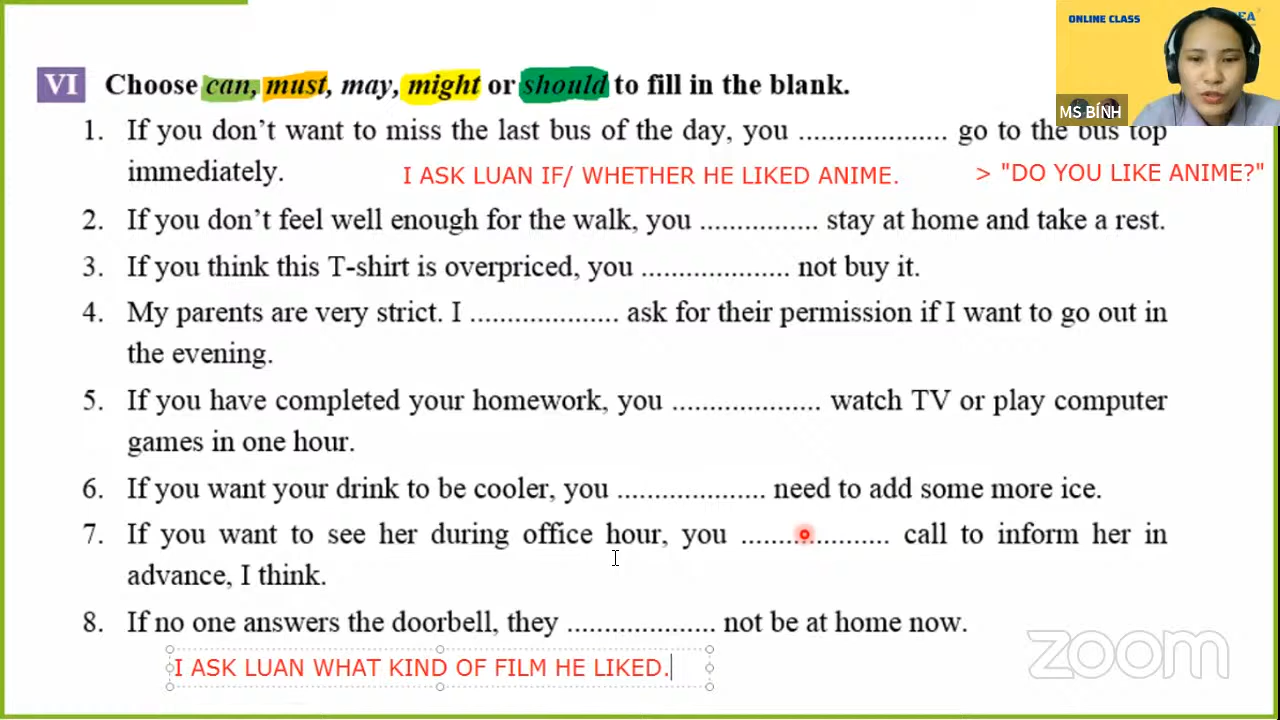 ONLINE CLASS
EA
MS BÍNH
VI Choose can, must, may, might or should to fill in the blank.
1. If you don't want to miss the last bus of the day, you .................... go to the bus top
immediately.
I ASK LUAN IF/ WHETHER HE LIKED ANIME. > "DO YOU LIKE ANIME?"
2. If you don't feel well enough for the walk, you ................ stay at home and take a rest.
3. If you think this T-shirt is overpriced, you .................... not buy it.
4. My parents are very strict. I .................... ask for their permission if I want to go out in
the evening.
5. If you have completed your homework, you .................... watch TV or play computer
games in one hour.
6. If you want your drink to be cooler, you .................... need to add some more ice.
7. If you want to see her during office hour, you .................... call to inform her in
advance, I think.
8. If no one answers the doorbell, they .................... not be at home now.
I ASK LUAN WHAT KIND OF FILM HE LIKED.
zoom